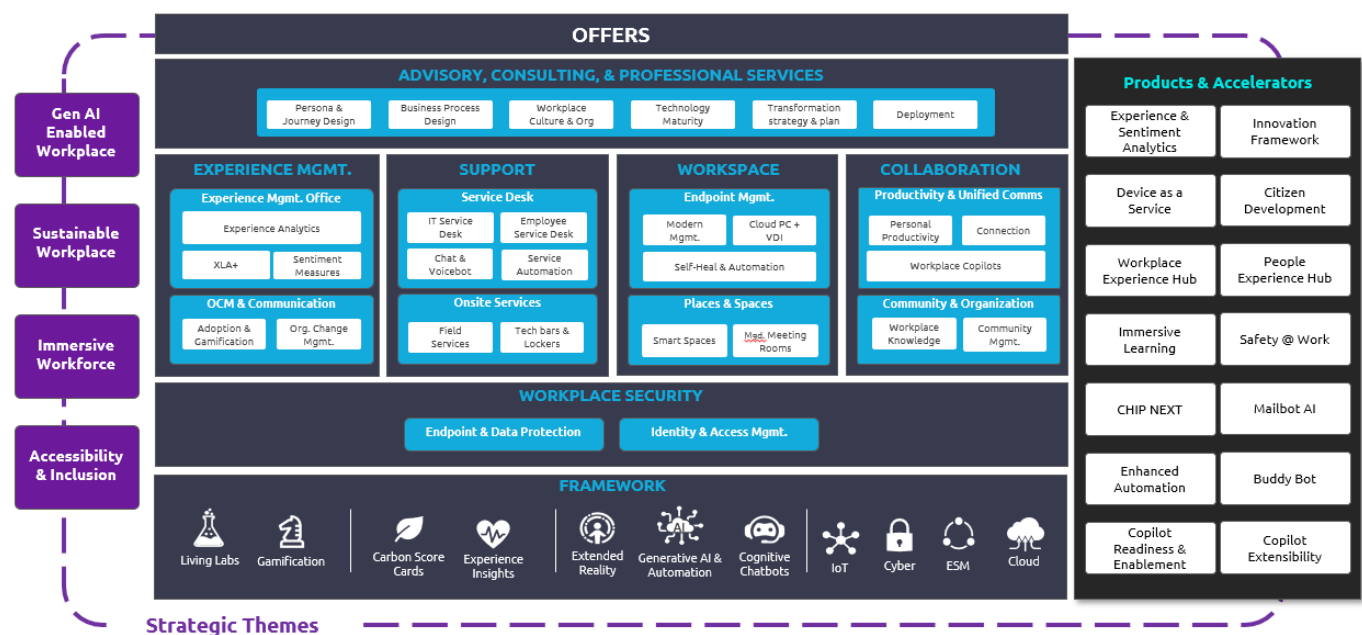 OFFERS
Gen AI
Enabled
Workplace
Sustainable
Workplace
Immersive
Workforce
Accessibility
& Inclusion
Strategic Themes
ADVISORY, CONSULTING, & PROFESSIONAL SERVICES
Persona &
Journey Design
Business Process
Design
Workplace
Culture & Org
Technology
Maturity
Transformation
strategy & plan
Deployment
EXPERIENCE MGMT.
Experience Mgmt. Office
Experience Analytics
XLA+
Sentiment
Measures
OCM & Communication
Adoption &
Gamification
Org. Change
Mgmt.
SUPPORT
Service Desk
IT Service
Desk
Employee
Service Desk
Chat &
Voicebot
Service
Automation
Onsite Services
Field
Services
Tech bars &
Lockers
WORKSPACE
Endpoint Mgmt.
Modern
Mgmt.
Cloud PC +
VDI
Self-Heal & Automation
Places & Spaces
Smart Spaces
Mgd. Meeting
Rooms
COLLABORATION
Productivity & Unified Comms
Personal
Productivity
Connection
Workplace Copilots
Community & Organization
Workplace
Knowledge
Community
Mgmt.
WORKPLACE SECURITY
Endpoint & Data Protection
Identity & Access Mgmt.
FRAMEWORK
Living Labs
Gamification
Carbon Score
Cards
Experience
Insights
Extended
Reality
AI
Generative AI &
Automation
Cognitive
Chatbots
IoT
Cyber
ESM
Cloud
Products & Accelerators
Experience &
Sentiment
Analytics
Innovation
Framework
Device as a
Service
Citizen
Development
Workplace
Experience Hub
People
Experience Hub
Immersive
Learning
Safety @ Work
CHIP NEXT
Mailbot AI
Enhanced
Automation
Buddy Bot
Copilot
Readiness &
Enablement
Copilot
Extensibility